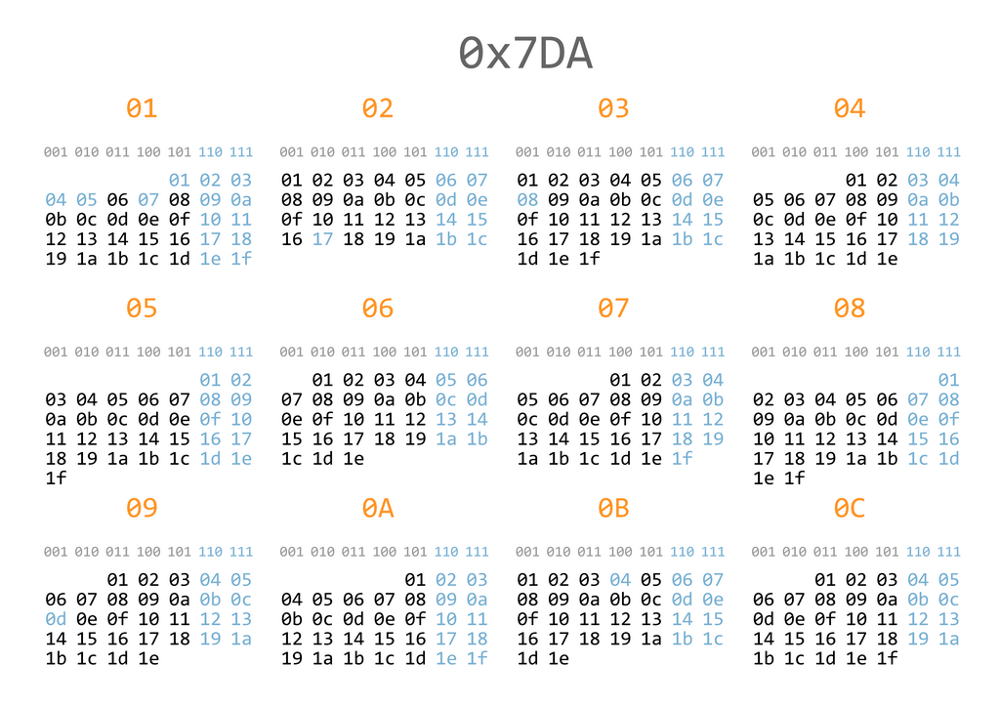 0x7DA
01
001 010 011 100 101 110 111
01 02 03
04 05 06 07 08 09 0a
0b 0c 0d 0e 0f 10 11
12 13 14 15 16 17 18
19 1a 1b 1c 1d 1e 1f
02
001 010 011 100 101 110 111
01 02 03 04 05 06 07
08 09 0a 0b 0c 0d 0e
0f 10 11 12 13 14 15
16 17 18 19 1a 1b 1c
03
001 010 011 100 101 110 111
01 02 03 04 05 06 07
08 09 0a 0b 0c 0d 0e
0f 10 11 12 13 14 15
16 17 18 19 1a 1b 1c
1d 1e 1f
04
001 010 011 100 101 110 111
01 02 03 04
05 06 07 08 09 0a 0b
0c 0d 0e 0f 10 11 12
13 14 15 16 17 18 19
1a 1b 1c 1d 1e
05
001 010 011 100 101 110 111
01 02
03 04 05 06 07 08 09
0a 0b 0c 0d 0e 0f 10
11 12 13 14 15 16 17
18 19 1a 1b 1c 1d 1e
1f
06
001 010 011 100 101 110 111
01 02 03 04 05 06
07 08 09 0a 0b 0c 0d
0e 0f 10 11 12 13 14
15 16 17 18 19 1a 1b
1c 1d 1e
07
001 010 011 100 101 110 111
01 02 03 04
05 06 07 08 09 0a 0b
0c 0d 0e 0f 10 11 12
13 14 15 16 17 18 19
1a 1b 1c 1d 1e 1f
08
001 010 011 100 101 110 111
01
02 03 04 05 06 07 08
09 0a 0b 0c 0d 0e 0f
10 11 12 13 14 15 16
17 18 19 1a 1b 1c 1d
1e 1f
09
001 010 011 100 101 110 111
01 02 03 04 05
06 07 08 09 0a 0b 0c
0d 0e 0f 10 11 12 13
14 15 16 17 18 19 1a
1b 1c 1d 1e
0A
001 010 011 100 101 110 111
01 02 03
04 05 06 07 08 09 0a
0b 0c 0d 0e 0f 10 11
12 13 14 15 16 17 18
19 1a 1b 1c 1d 1e 1f
0B
001 010 011 100 101 110 111
01 02 03 04 05 06 07
08 09 0a 0b 0c 0d 0e
0f 10 11 12 13 14 15
16 17 18 19 1a 1b 1c
1d 1e
0C
001 010 011 100 101 110 111
01 02 03 04 05
06 07 08 09 0a 0b 0c
0d 0e 0f 10 11 12 13
14 15 16 17 18 19 1a
1b 1c 1d 1e 1f